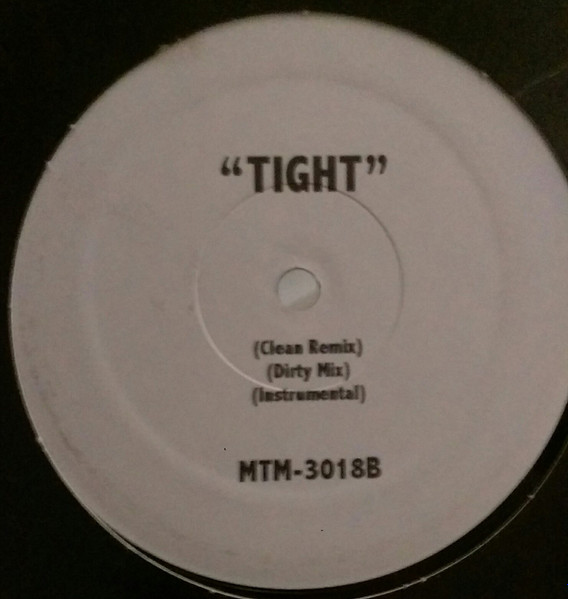 “TIGHT”
(Clean Remix)
(Dirty Mix)
(Instrumental)
MTM-3018B